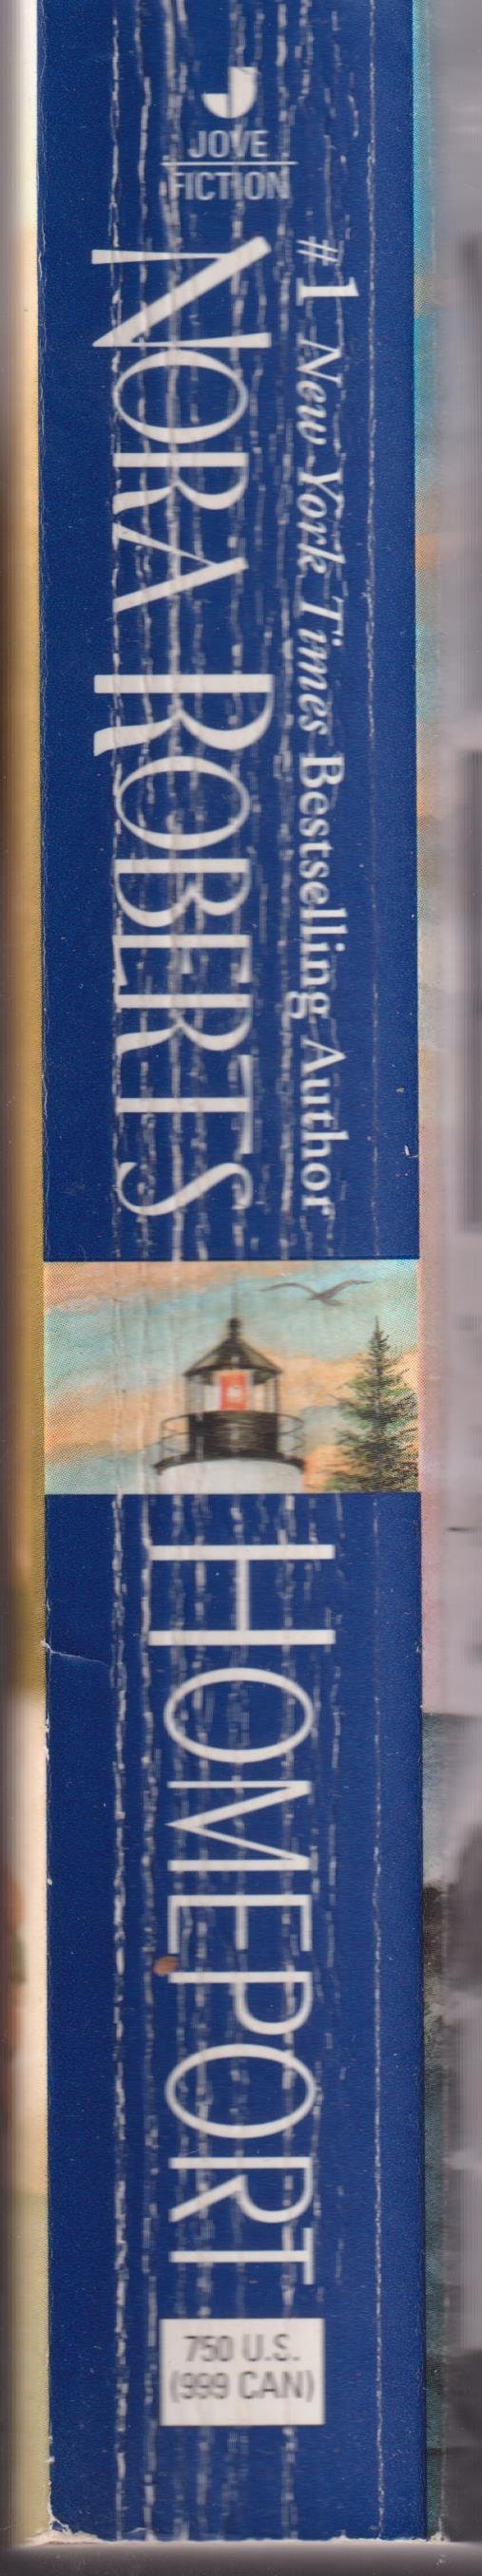 JOVE
FICTION
#1 New York Times Bestselling Author
NORA ROBERTS
HOMEPORT
750 U.S.
(999 CAN)